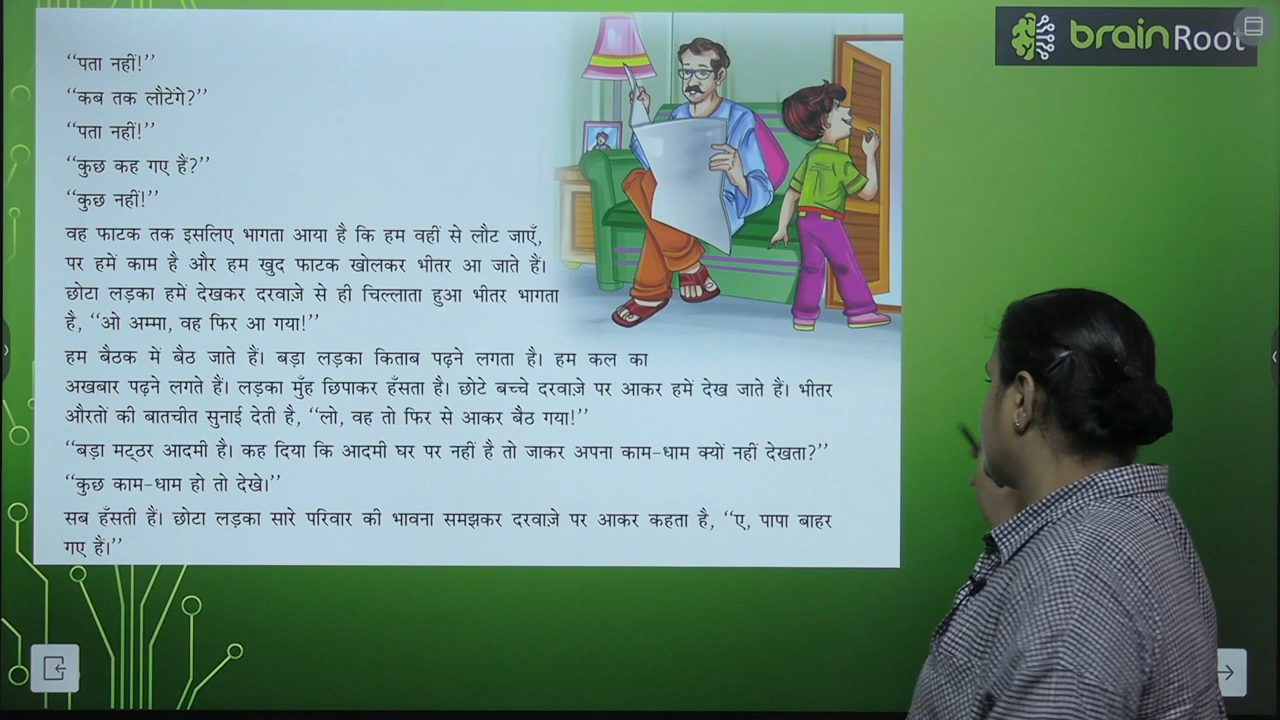 “पता नहीं!”
“कब तक लौटेंगे?”
“पता नहीं!”
“कुछ कह गए हैं?”
“कुछ नहीं!”
वह फाटक तक इसलिए भागता आया है कि हम वहीं से लौट जाएँ,
पर हमें काम है और हम खुद फाटक खोलकर भीतर आ जाते हैं।
छोटा लड़का हमें देखकर दरवाज़े से ही चिल्लाता हुआ भीतर भागता
है, “ओ अम्मा, वह फिर आ गया!”
हम बैठक में बैठ जाते हैं। बड़ा लड़का किताब पढ़ने लगता है। हम कल का
अखबार पढ़ने लगते हैं। लड़का मुँह छिपाकर हँसता है। छोटे बच्चे दरवाज़े पर आकर हमें देख जाते हैं। भीतर
औरतों की बातचीत सुनाई देती है, “लो, वह तो फिर से आकर बैठ गया!”
“बड़ा मट्ठर आदमी है। कह दिया कि आदमी घर पर नहीं है तो जाकर अपना काम-धाम क्यों नहीं देखता?”
“कुछ काम-धाम हो तो देखे।”
सब हँसती हैं। छोटा लड़का सारे परिवार की भावना समझकर दरवाज़े पर आकर कहता है, “ए, पापा बाहर
गए हैं।”
brainRoot